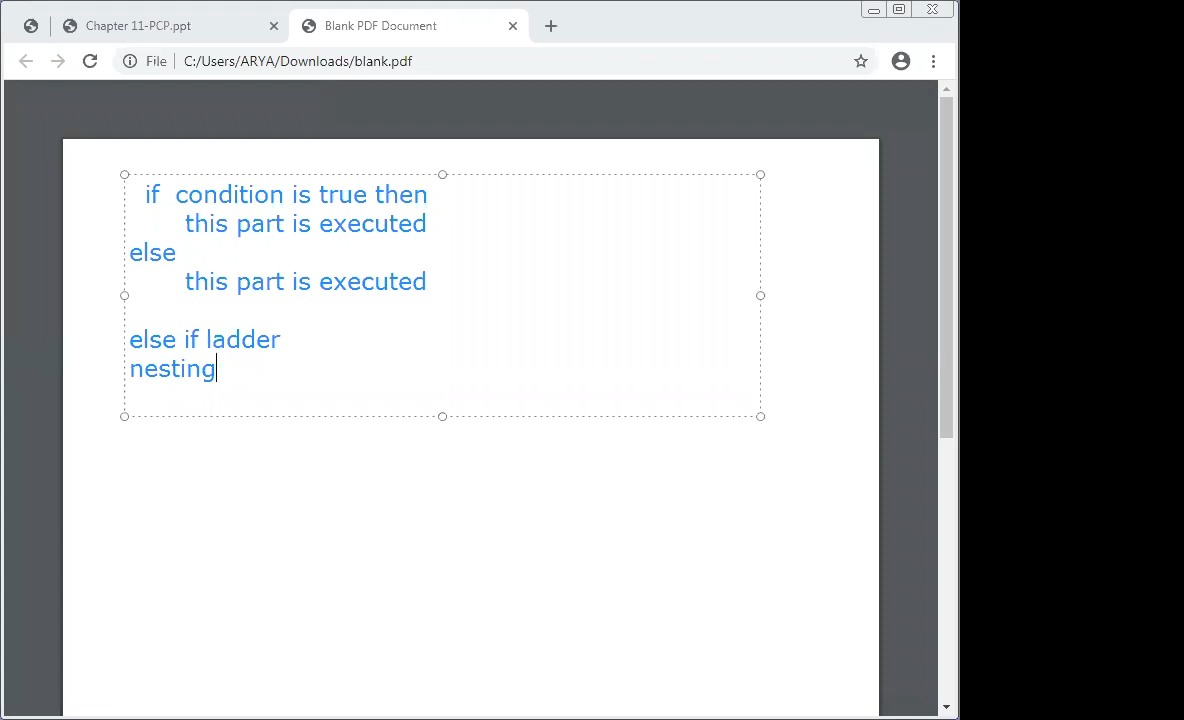 Chapter 11-PCP.ppt
Blank PDF Document
File
C:/Users/ARYA/Downloads/blank.pdf
if condition is true then
this part is executed
else
this part is executed
else if ladder
nesting